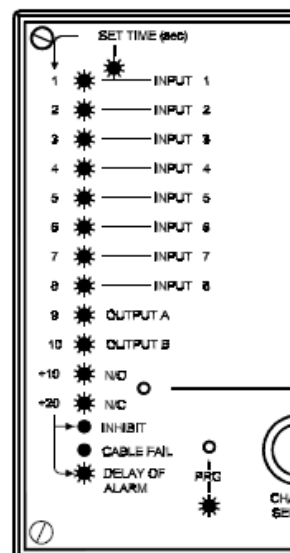 SET TIME (sec)
1 INPUT 1
2 INPUT 2
3 INPUT 3
4 INPUT 4
5 INPUT 5
6 INPUT 6
7 INPUT 7
8 INPUT 8
9 OUTPUT A
10 OUTPUT B
+10 N/O
+20 N/C
INHIBIT
CABLE FAIL
DELAY OF
ALARM
PRG
CHA
SE